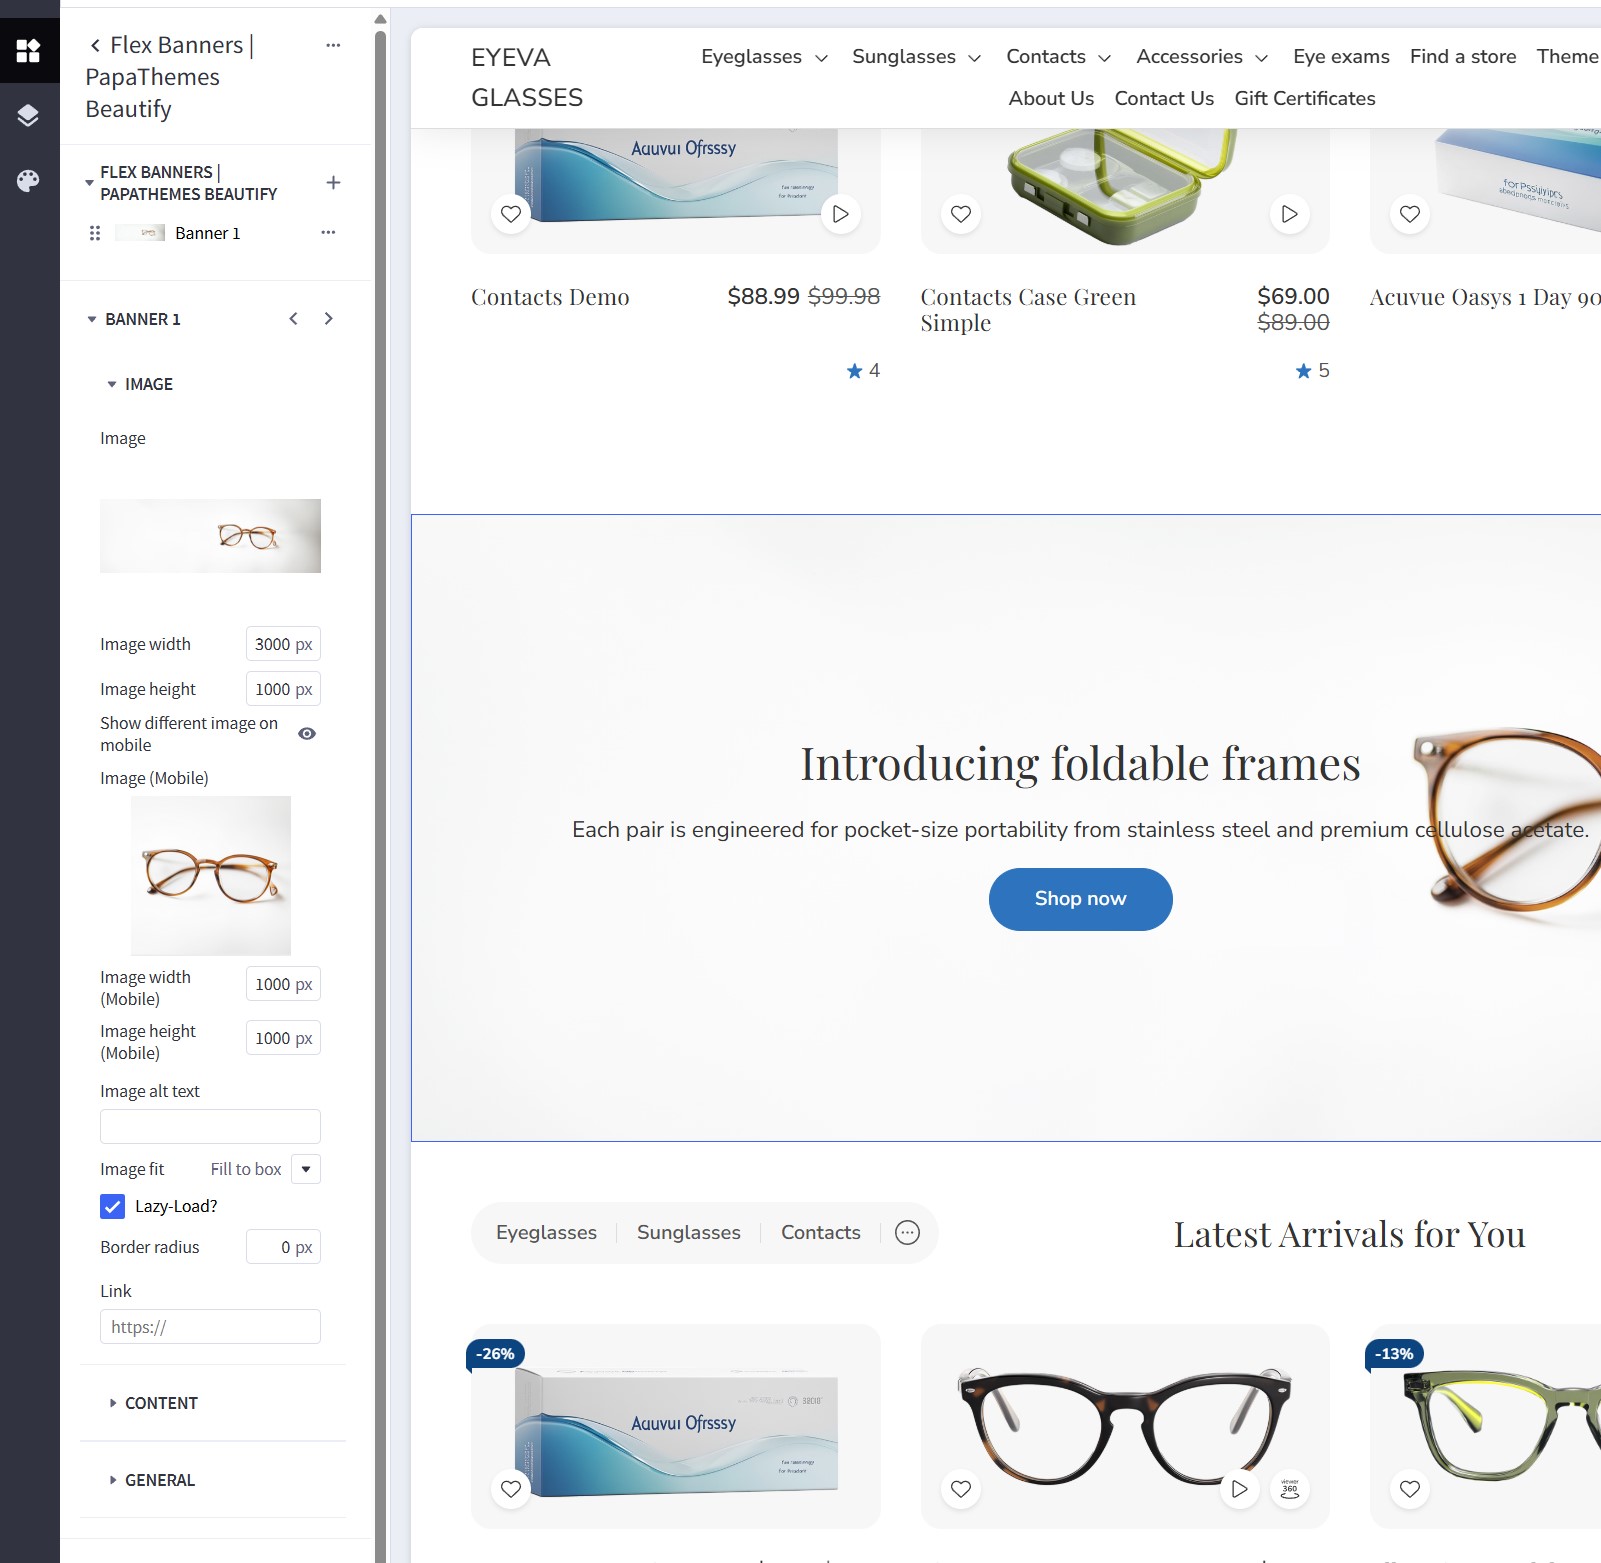 Flex Banners |
PapaThemes
Beautify
FLEX BANNERS |
PAPATHEMES BEAUTIFY
Banner 1
BANNER 1
IMAGE
Image
Image width 3000 px
Image height 1000 px
Show different image on
mobile
Image (Mobile)
Image width
(Mobile)
1000 px
Image height
(Mobile)
1000 px
Image alt text
Image fit Fill to box
Lazy-Load?
Border radius 0 px
Link
https://
CONTENT
GENERAL
EYEVA
GLASSES
Eyeglasses Sunglasses Contacts Accessories Eye exams Find a store Theme
About Us Contact Us Gift Certificates
Aauvuı Ofrsssy
Contacts Demo $88.99 $99.98
4
Contacts Case Green
Simple
$69.00
$89.00
5
Acuvue Oasys 1 Day 90
Introducing foldable frames
Each pair is engineered for pocket-size portability from stainless steel and premium cellulose acetate.
Shop now
Eyeglasses Sunglasses Contacts
Latest Arrivals for You
-26%
Aauvuı Ofrsssy
viewer
360
-13%